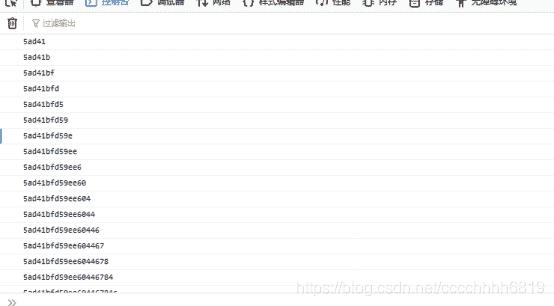 查看器 控制台 调试器 网络 样式编辑器 性能 内存 存储 无障碍环境
过滤输出
5ad41
5ad41b
5ad41bf
5ad41bfd
5ad41bfd5
5ad41bfd59
5ad41bfd59e
5ad41bfd59ee
5ad41bfd59ee6
5ad41bfd59ee60
5ad41bfd59ee604
5ad41bfd59ee6044
5ad41bfd59ee60446
5ad41bfd59ee604467
5ad41bfd59ee6044678
5ad41bfd59ee60446784
https://blog.csdn.net/cccchhhh6819